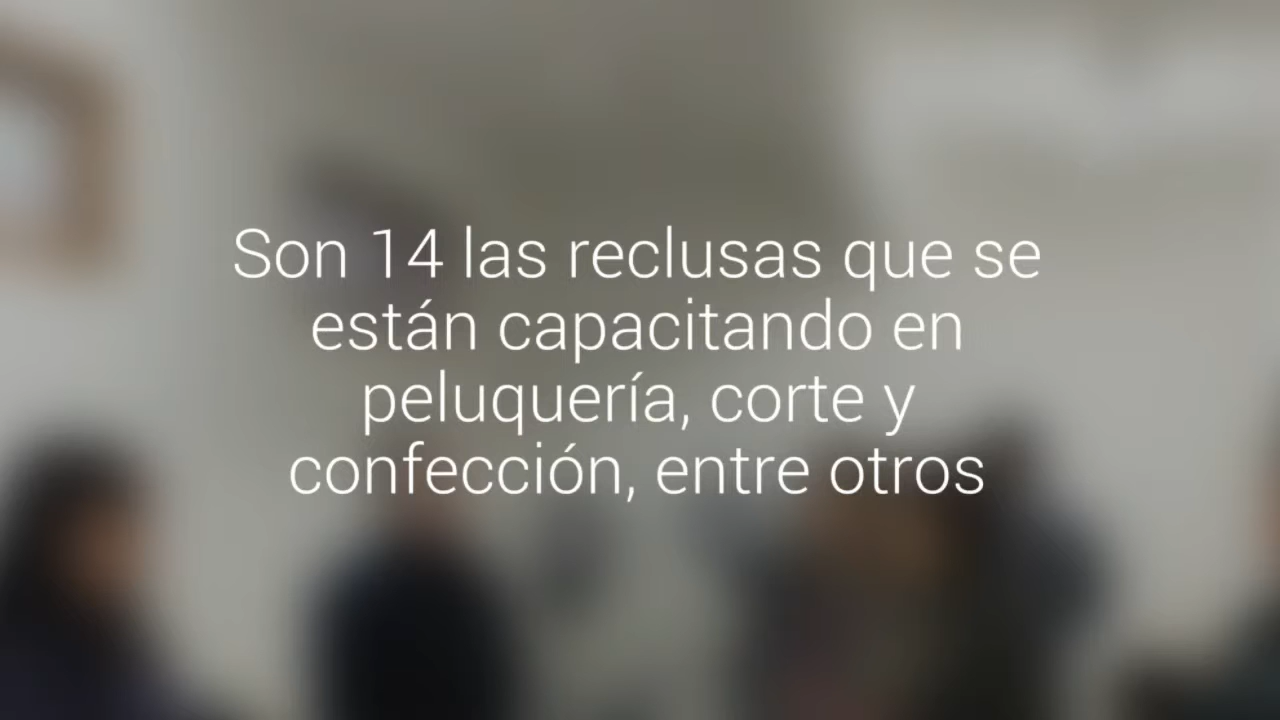 Son 14 las reclusas que se
están capacitando en
peluquería, corte y
confección, entre otros